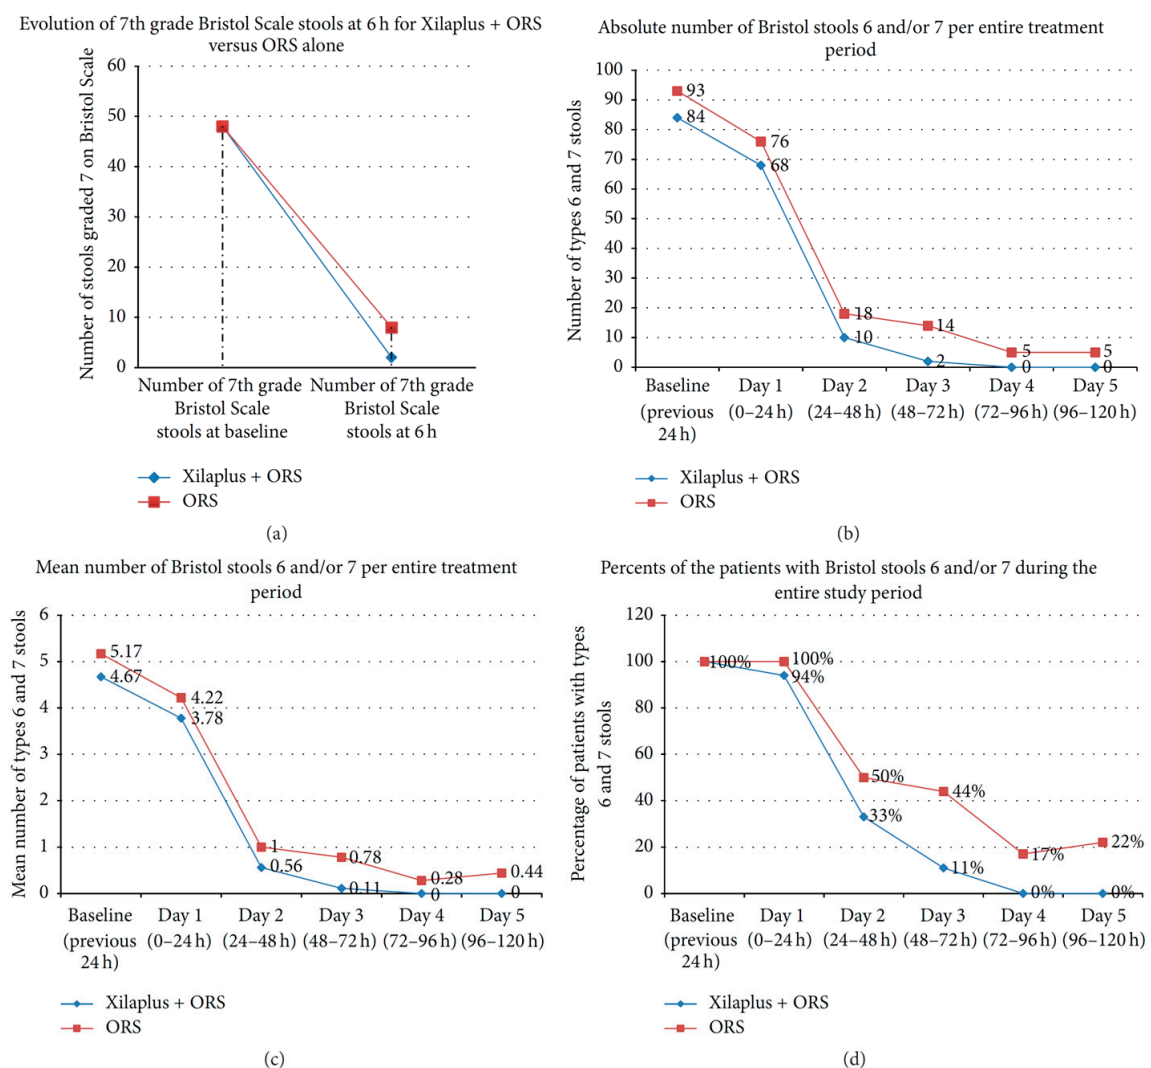 Evolution of 7th grade Bristol Scale stools at 6 h for Xilaplus + ORS
versus ORS alone
Number of stools graded 7 on Bristol Scale
60
50
40
30
20
10
0
Number of 7th grade
Bristol Scale
stools at baseline
Number of 7th grade
Bristol Scale
stools at 6 h
Xilaplus + ORS
ORS
(a)
Absolute number of Bristol stools 6 and/or 7 per entire treatment
period
Number of types 6 and 7 stools
100
90
80
70
60
50
40
30
20
10
0
93
84
76
68
18
10
14
2
5
0
5
0
Baseline
(previous
24 h)
Day 1
(0–24 h)
Day 2
(24–48 h)
Day 3
(48–72 h)
Day 4
(72–96 h)
Day 5
(96–120 h)
Xilaplus + ORS
ORS
(b)
Mean number of Bristol stools 6 and/or 7 per entire treatment
period
Mean number of types 6 and 7 stools
6
5
4
3
2
1
0
5.17
4.67
4.22
3.78
1
0.56
0.78
0.11
0.28
0
0.44
0
Baseline
(previous
24 h)
Day 1
(0–24 h)
Day 2
(24–48 h)
Day 3
(48–72 h)
Day 4
(72–96 h)
Day 5
(96–120 h)
Xilaplus + ORS
ORS
(c)
Percents of the patients with Bristol stools 6 and/or 7 during the
entire study period
Percentage of patients with types
6 and 7 stools
120
100
80
60
40
20
0
100%
100%
94%
50%
33%
44%
11%
17%
0%
22%
0%
Baseline
(previous
24 h)
Day 1
(0–24 h)
Day 2
(24–48 h)
Day 3
(48–72 h)
Day 4
(72–96 h)
Day 5
(96–120 h)
Xilaplus + ORS
ORS
(d)